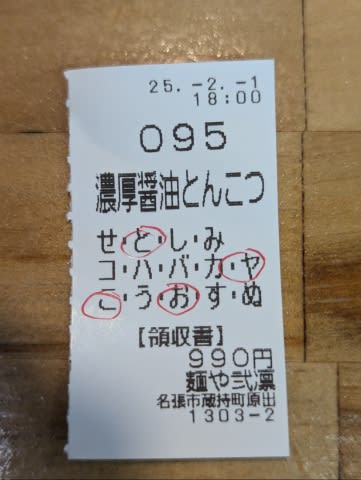 25.-2.-1
18:00
095
濃厚醤油とんこつ
せ・ど・し・み
コ・ハ・バ・カ・ヤ
こ・う・お・す・ぬ
【領収書】
990円
麺や弐凛
名張市蔵持町原出
1303-2